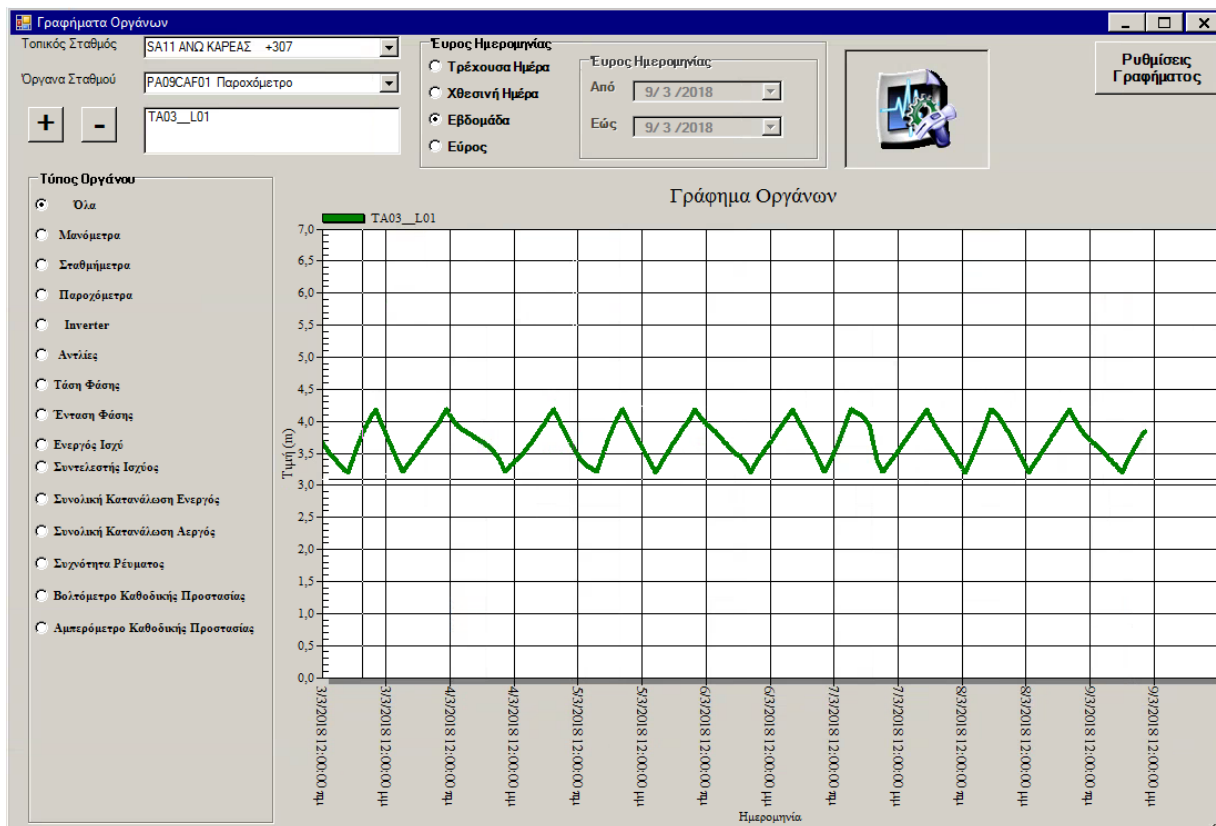 Γραφήματα Οργάνων
Τοπικός Σταθμός
SA11 ΑΝΩ ΚΑΡΕΑΣ +307
Όργανα Σταθμού
PA09CAF01 Παροχόμετρο
+
-
TA03__L01
Έυρος Ημερομηνίας
Τρέχουσα Ημέρα
Χθεσινή Ημέρα
Εβδομάδα
Εύρος
Έυρος Ημερομηνίας
Από
9/ 3 /2018
Εώς
9/ 3 /2018
Ρυθμίσεις
Γραφήματος
Τύπος Οργάνου
Όλα
Μανόμετρα
Σταθμήμετρα
Παροχόμετρα
Inverter
Αντλίες
Τάση Φάσης
Ένταση Φάσης
Ενεργός Ισχύ
Συντελεστής Ισχύος
Συνολική Κατανάλωση Ενεργός
Συνολική Κατανάλωση Αεργός
Συχνότητα Ρέυματος
Βολτόμετρο Καθοδικής Προστασίας
Αμπερόμετρο Καθοδικής Προστασίας
Γράφημα Οργάνων
TA03__L01
7,0
6,5
6,0
5,5
5,0
4,5
4,0
3,5
3,0
2,5
2,0
1,5
1,0
0,5
0,0
Τιμή (m)
3/3/2018 12:00:00 πμ
3/3/2018 12:00:00 μμ
4/3/2018 12:00:00 πμ
4/3/2018 12:00:00 μμ
5/3/2018 12:00:00 πμ
5/3/2018 12:00:00 μμ
6/3/2018 12:00:00 πμ
6/3/2018 12:00:00 μμ
7/3/2018 12:00:00 πμ
7/3/2018 12:00:00 μμ
8/3/2018 12:00:00 πμ
8/3/2018 12:00:00 μμ
9/3/2018 12:00:00 πμ
9/3/2018 12:00:00 μμ
Ημερομηνία